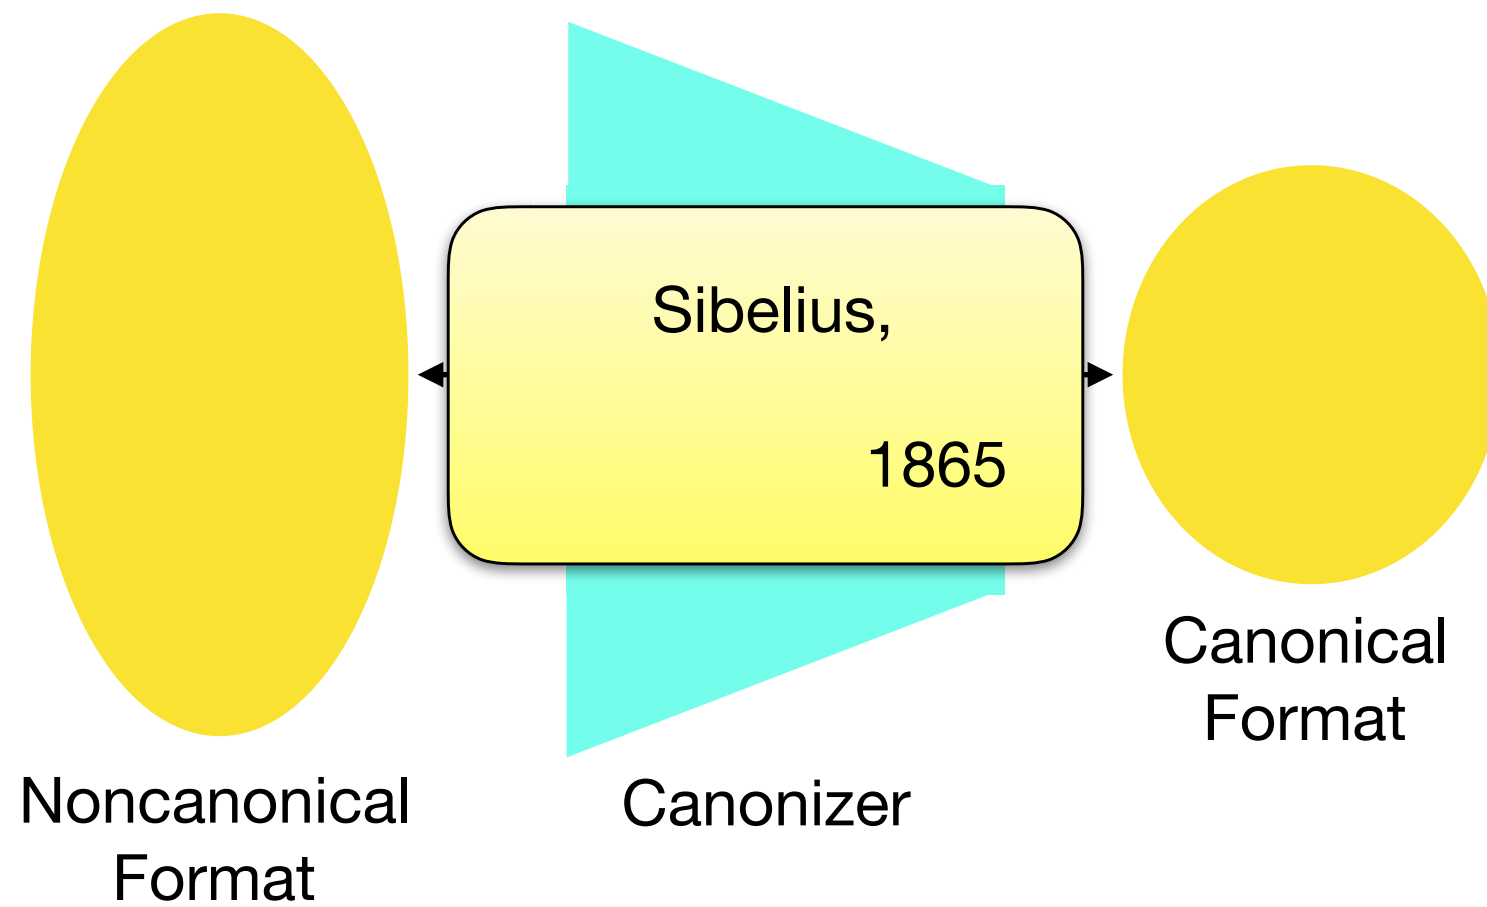 Sibelius,
1865
Noncanonical
Format
Canonizer
Canonical
Format